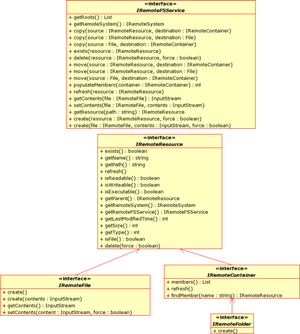 «interface»
IRemoteFSService
+ getRoots() : List
+ getRemoteSystem() : IRemoteSystem
+ copy(source : IRemoteResource, destination : IRemoteContainer)
+ copy(source : IRemoteResource, destination : File)
+ copy(source : File, destination : IRemoteContainer)
+ exists(resource : IRemoteResource)
+ delete(resource : IRemoteResource, force : boolean)
+ move(source : IRemoteResource, destination : IRemoteContainer)
+ move(source : IRemoteResource, destination : File)
+ move(source : File, destination : IRemoteContainer)
+ populateMembers(container : IRemoteContainer) : int
+ refresh(resource : IRemoteResource)
+ getContents(file : IRemoteFile) : InputStream
+ setContents(file : IRemoteFile, contents : InputStream)
+ getResource(path : string) : IRemoteResource
+ create(resource : IRemoteResource, force : boolean)
+ create(file : IRemoteFile, contents : InputStream, force : boolean)
«interface»
IRemoteResource
+ exists() : boolean
+ getName() : string
+ getPath() : string
+ refresh()
+ isReadable() : boolean
+ isWriteable() : boolean
+ isExecutable() : boolean
+ getParent() : IRemoteResource
+ getRemoteSystem() : IRemoteSystem
+ getRemoteFSService() : IRemoteFSService
+ getLastModifiedTime() : int
+ getSize() : int
+ getType() : int
+ isFile() : boolean
+ delete(force : boolean)
«interface»
IRemoteFile
+ create()
+ create(contents : InputStream)
+ getContents() : InputStream
+ setContents(content : InputStream, force : boolean)
«interface»
IRemoteContainer
+ members() : List
+ refresh()
+ findMember(name : string) : IRemoteResource
«interface»
IRemoteFolder
+ create()